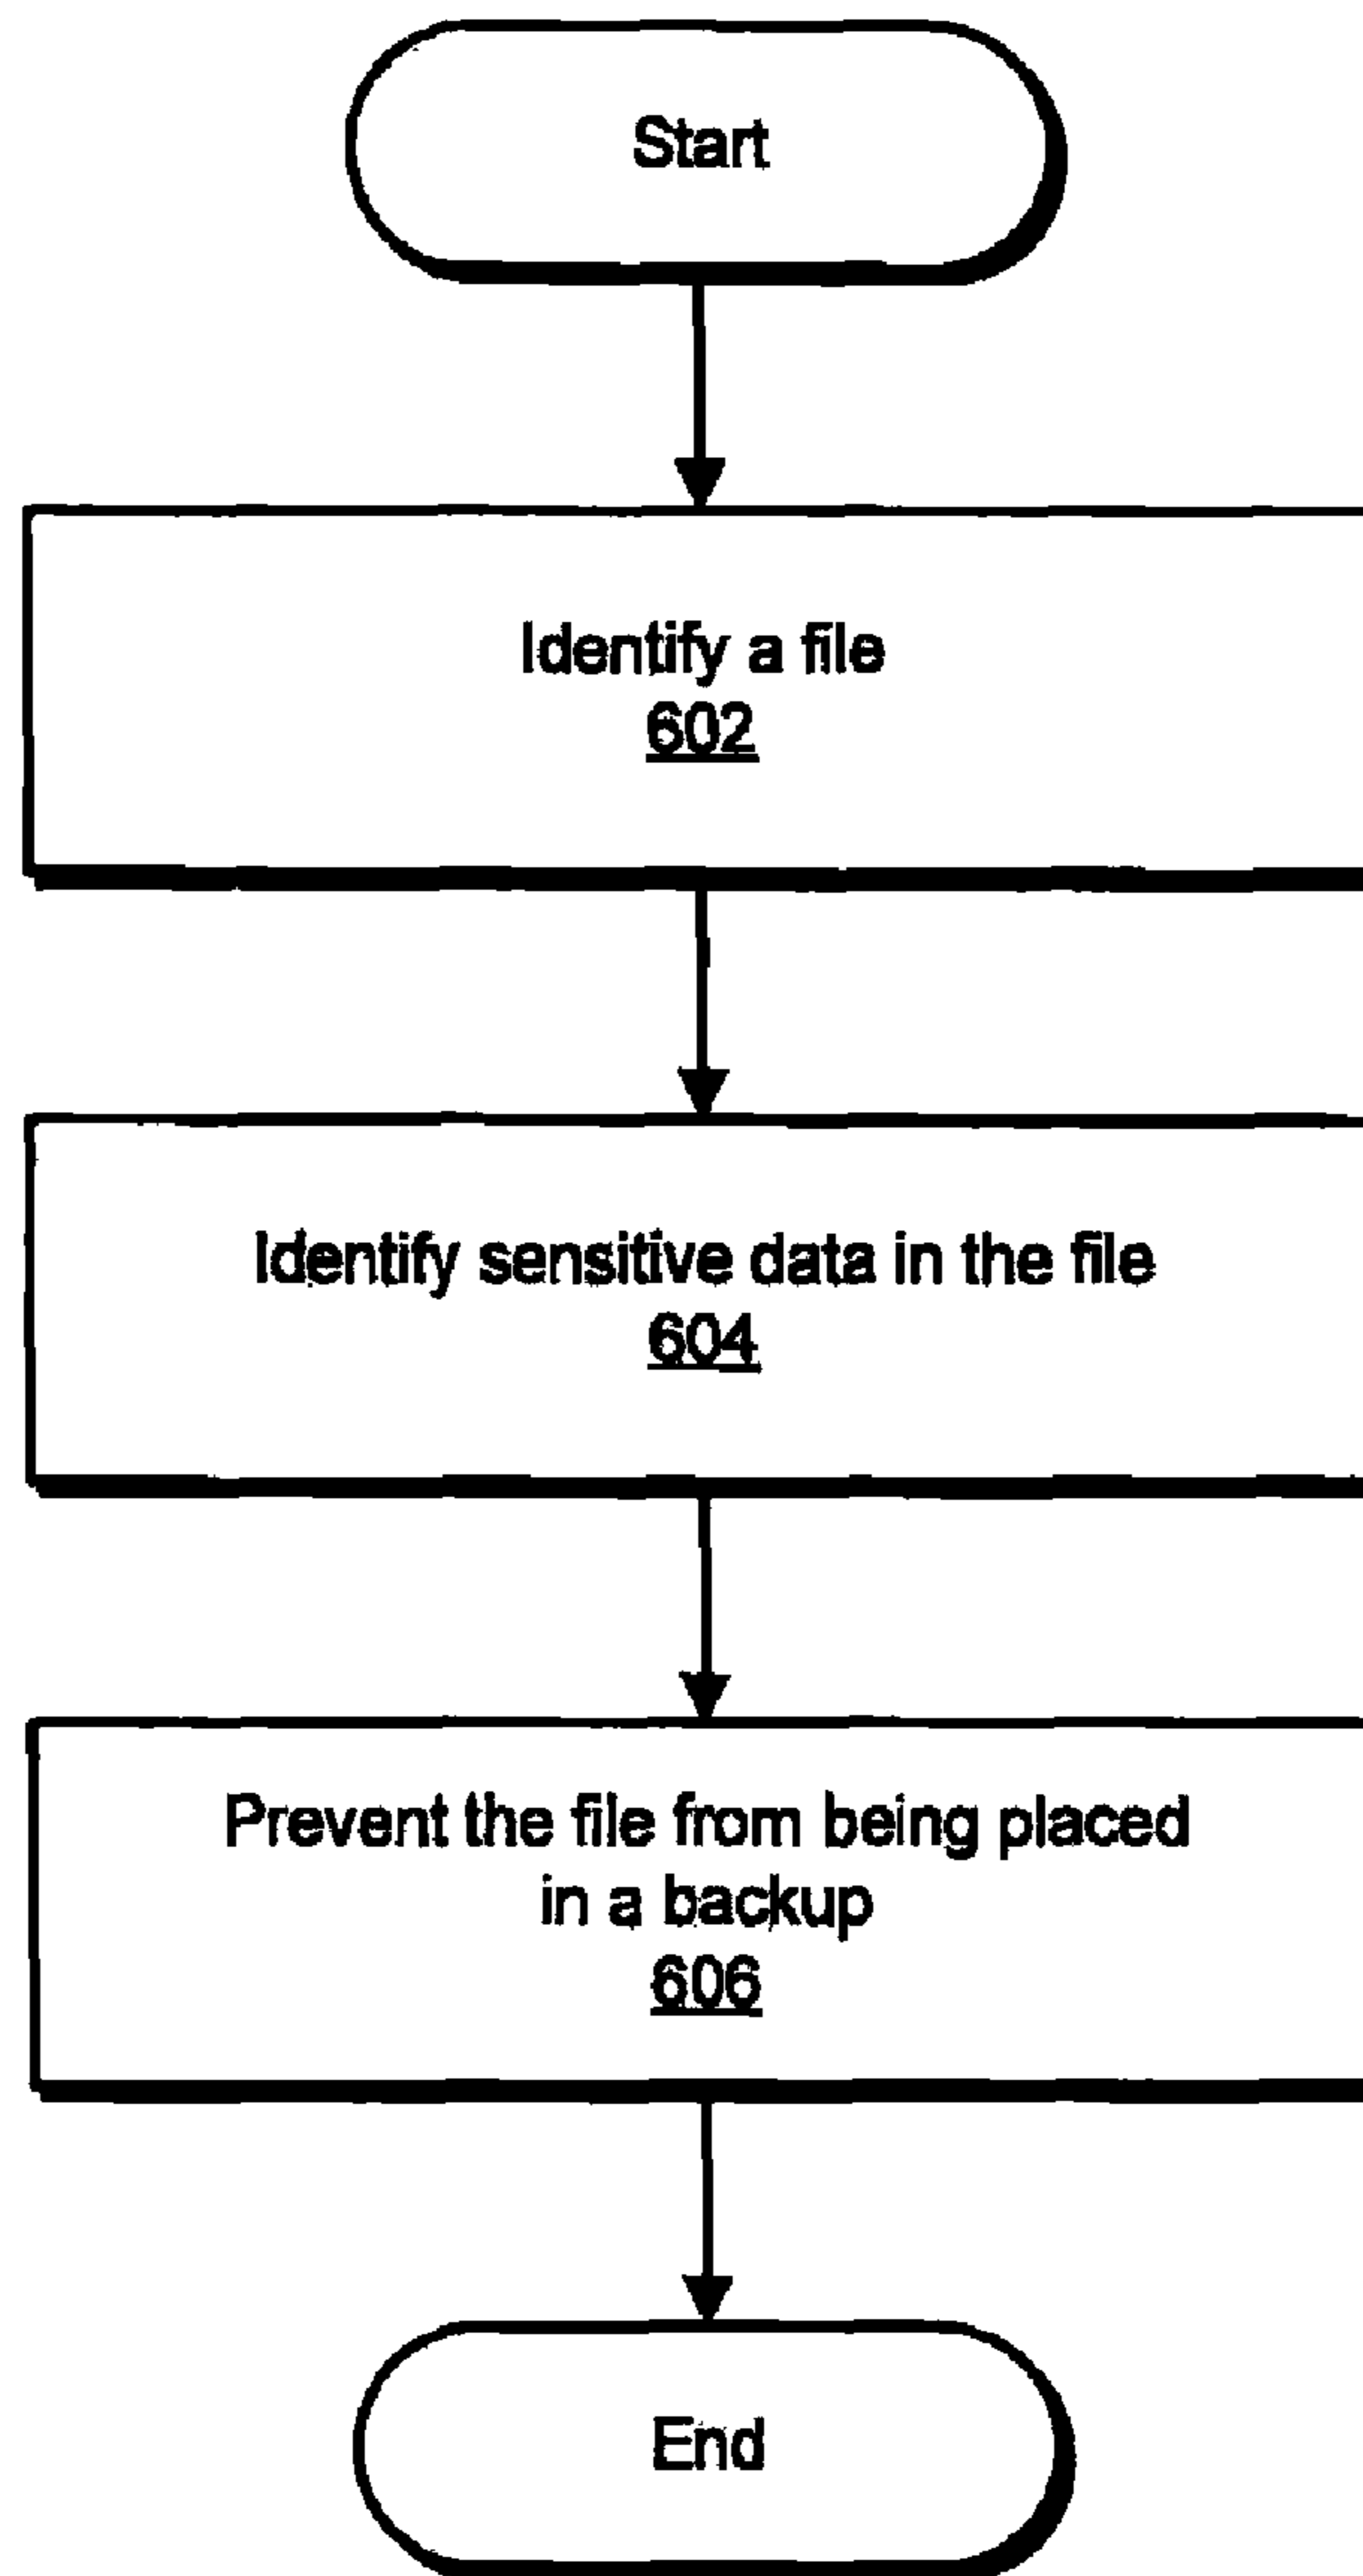 Start
Identify a file
602
Identify sensitive data in the file
604
Prevent the file from being placed
in a backup
606
End